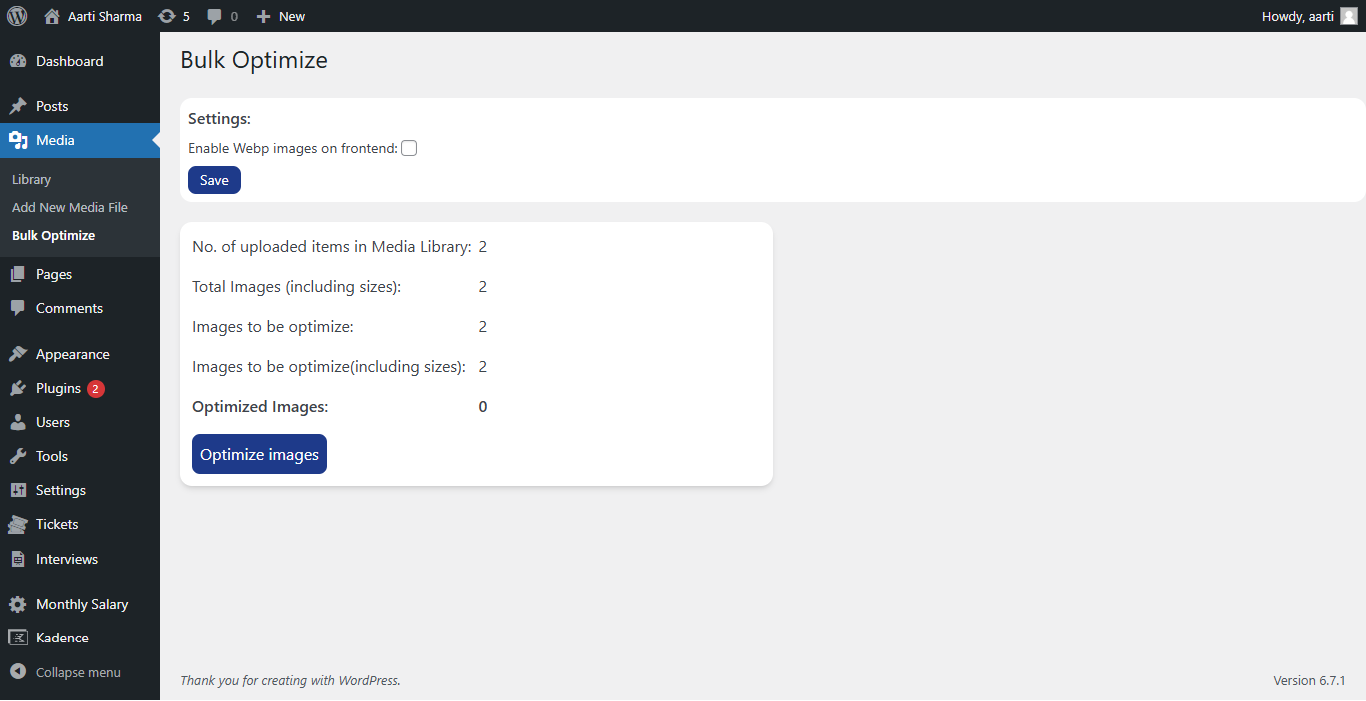 Aarti Sharma 5 0 New Howdy, aarti
Dashboard
Posts
Media
Library
Add New Media File
Bulk Optimize
Pages
Comments
Appearance
Plugins 2
Users
Tools
Settings
Tickets
Interviews
Monthly Salary
Kadence
Collapse menu
Bulk Optimize
Settings:
Enable Webp images on frontend:
Save
No. of uploaded items in Media Library: 2
Total Images (including sizes): 2
Images to be optimize: 2
Images to be optimize(including sizes): 2
Optimized Images: 0
Optimize images
Thank you for creating with WordPress. Version 6.7.1